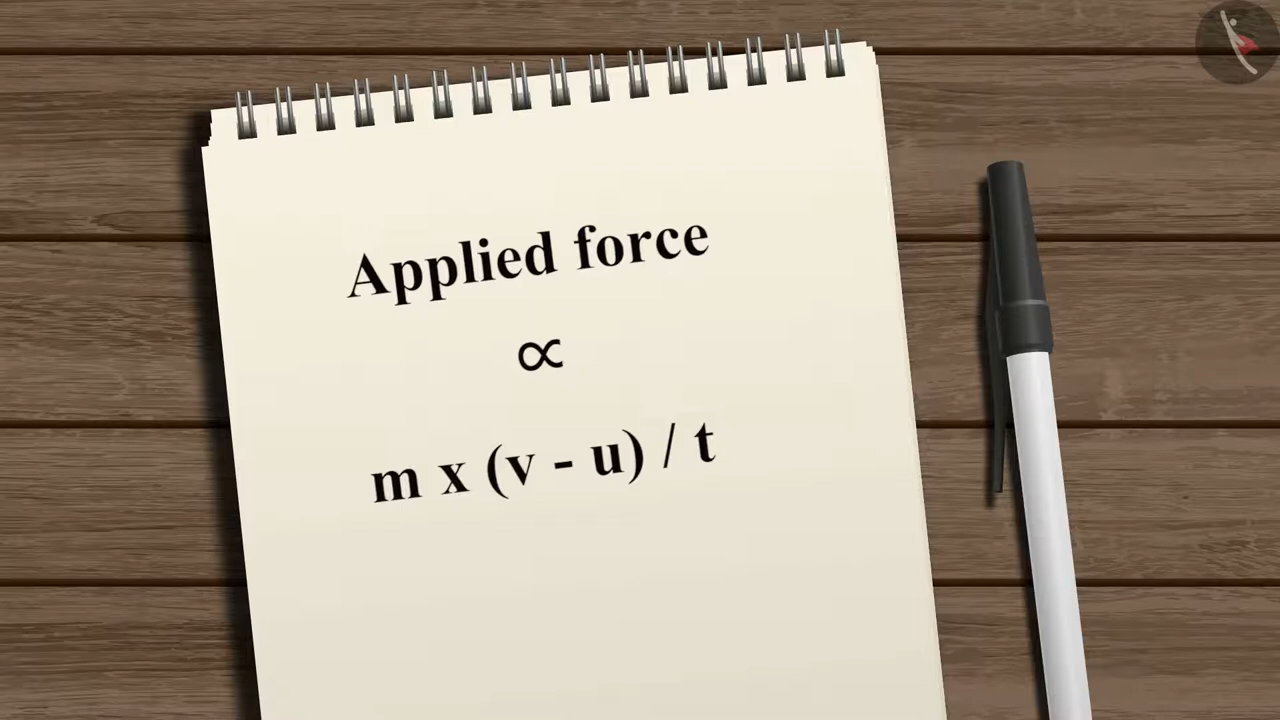 Applied force
∝
m x (v - u) / t